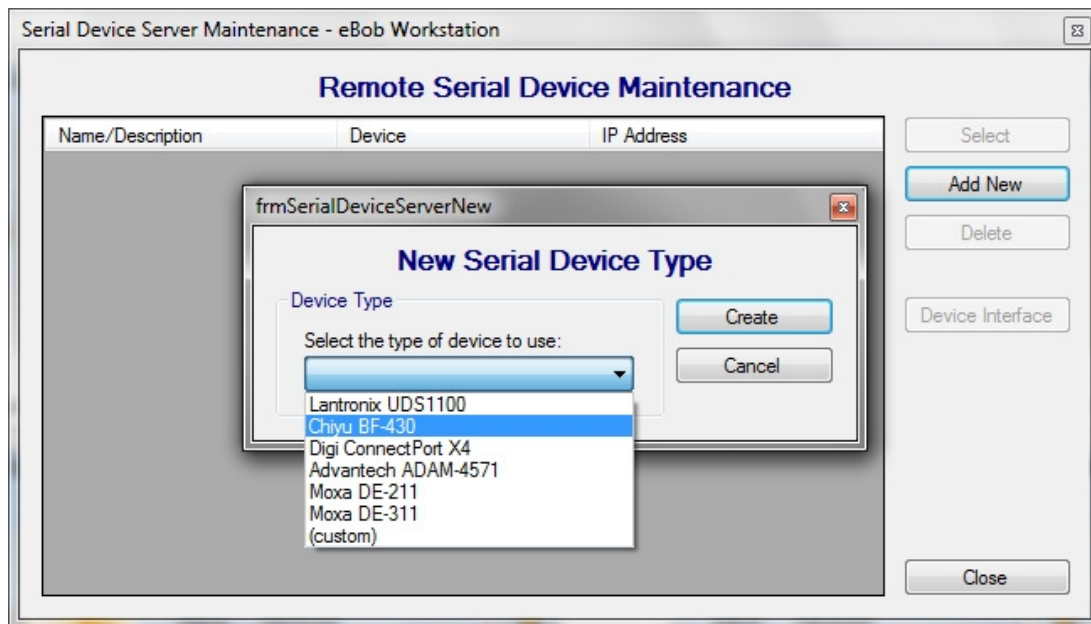 Serial Device Server Maintenance - eBob Workstation
Remote Serial Device Maintenance
Name/Description Device IP Address
Select
Add New
Delete
Device Interface
Close
frmSerialDeviceServerNew
New Serial Device Type
Device Type
Select the type of device to use:
Create
Cancel
Lantronix UDS1100
Chiyu BF-430
Digi ConnectPort X4
Advantech ADAM-4571
Moxa DE-211
Moxa DE-311
(custom)